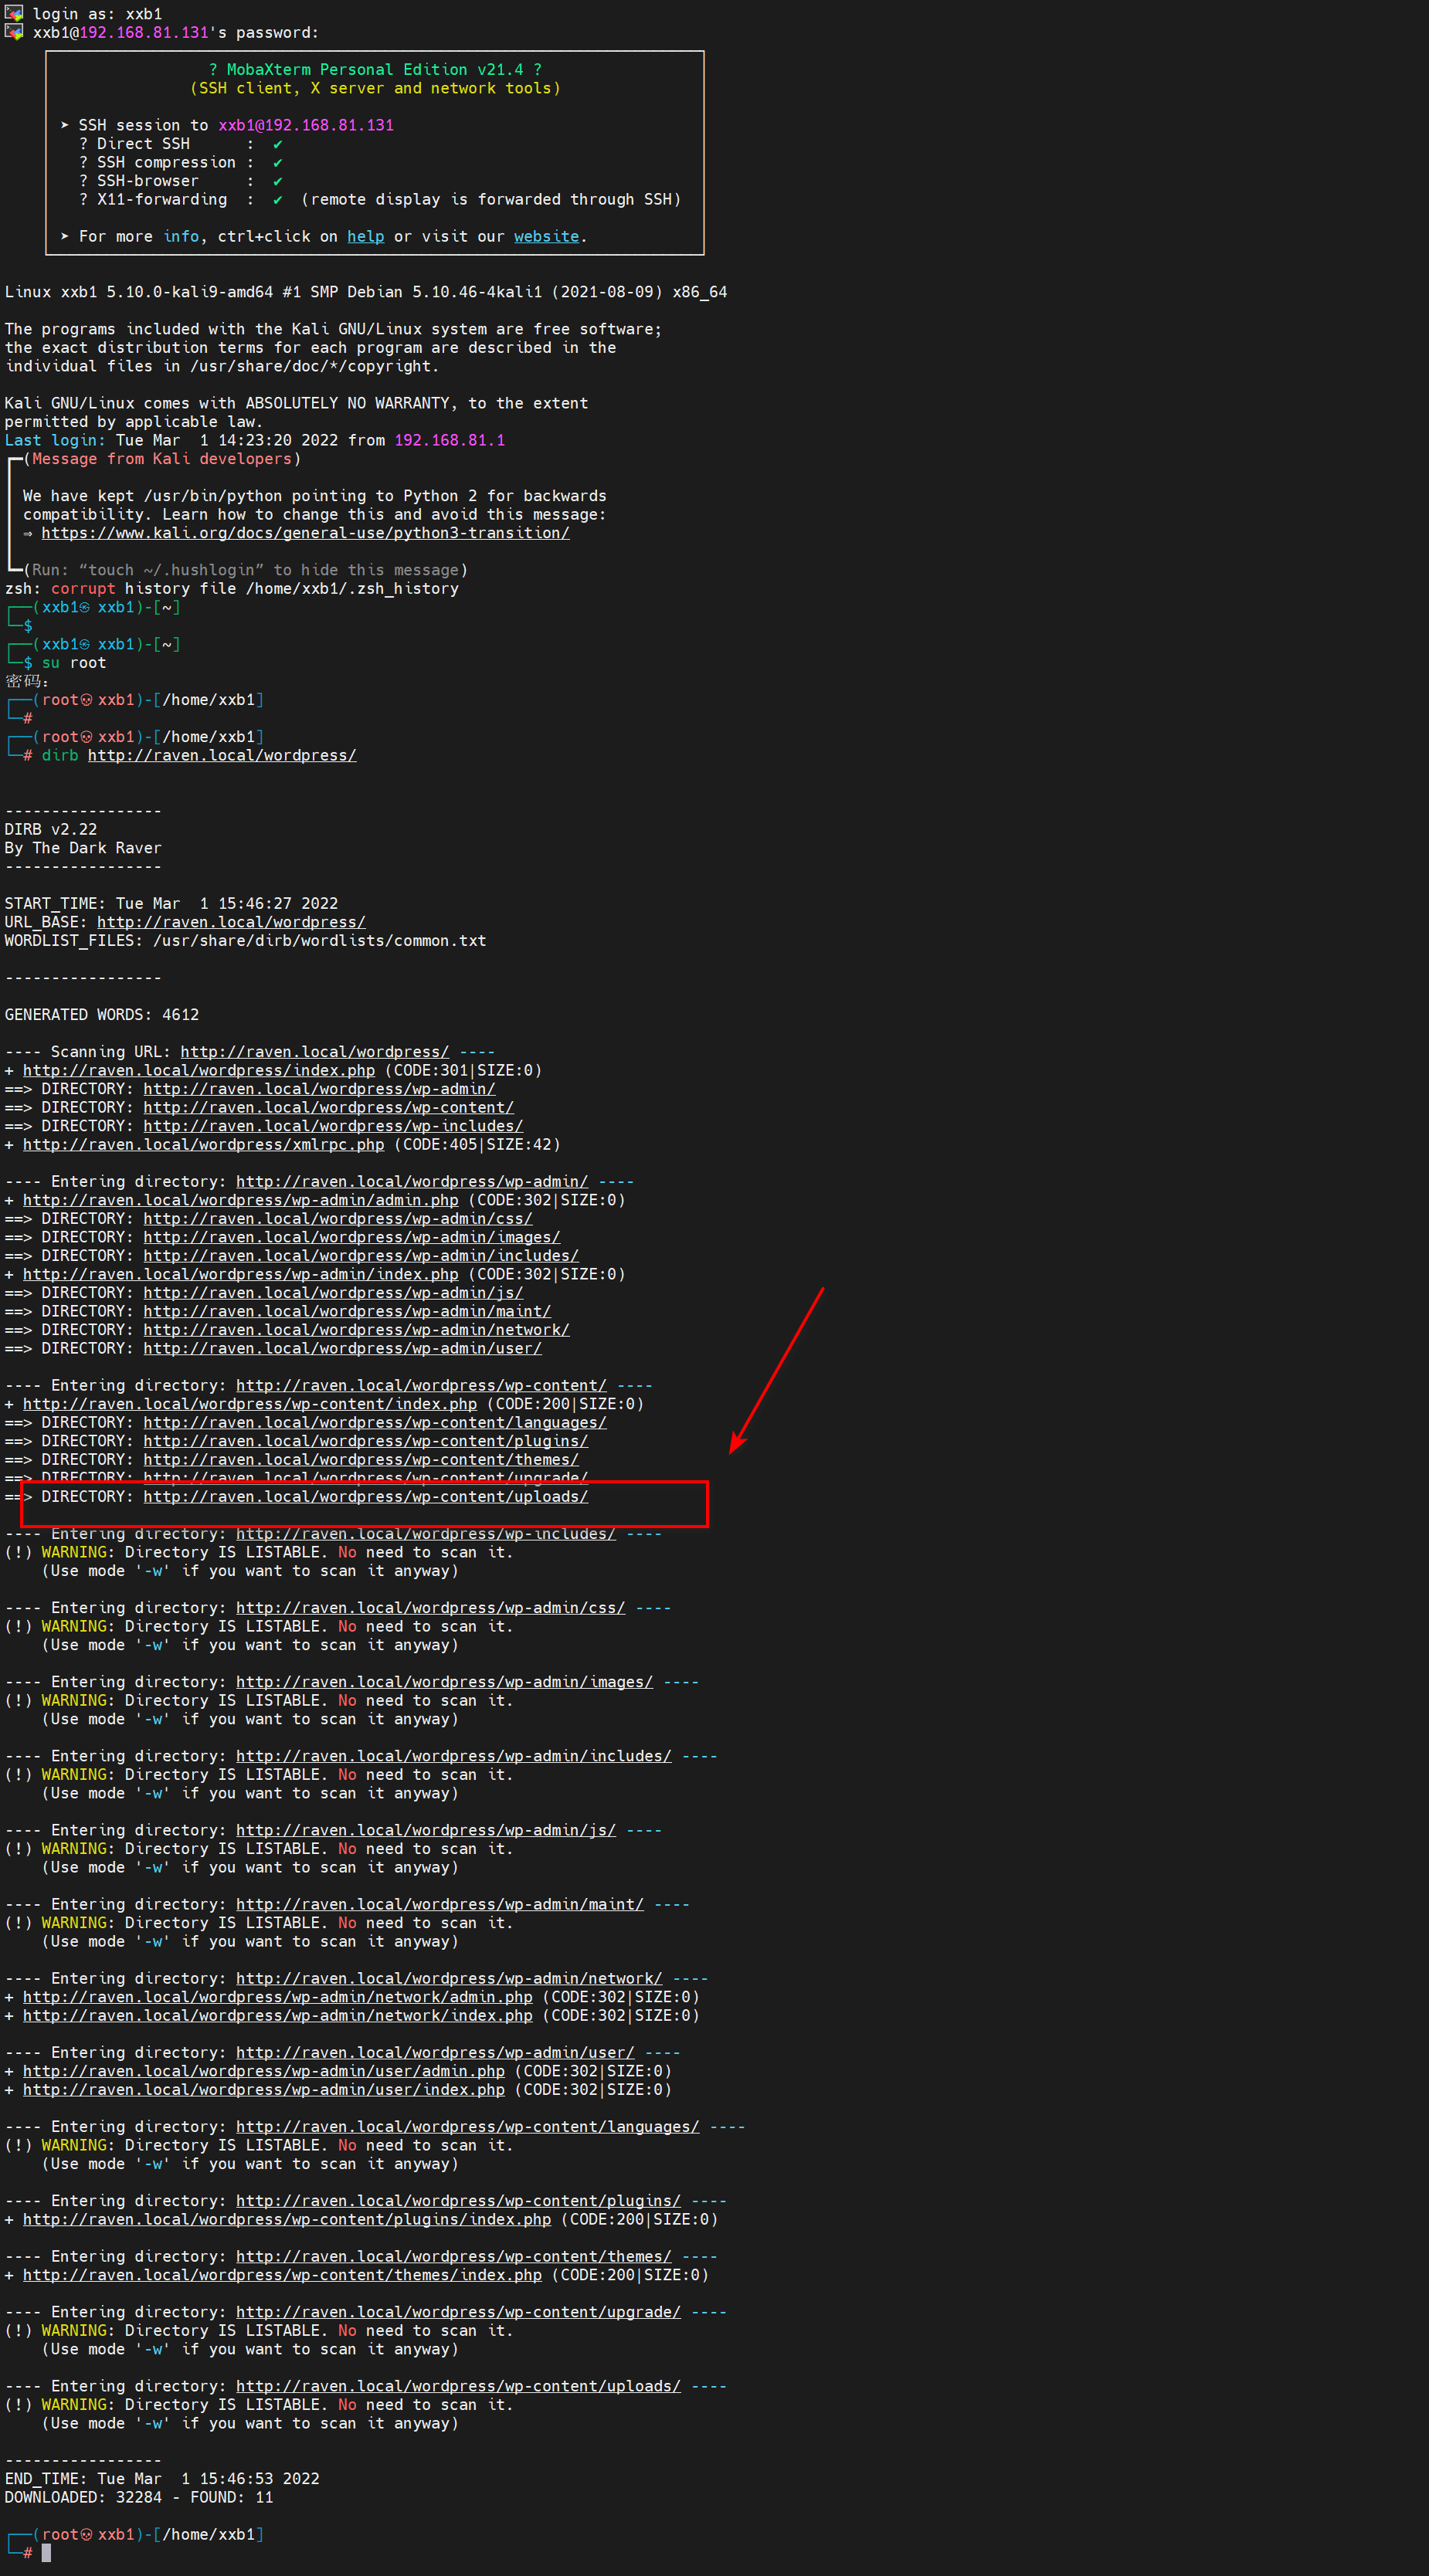 login as: xxb1
xxb1@192.168.81.131's password:
? MobaXterm Personal Edition v21.4 ?
(SSH client, X server and network tools)
➤ SSH session to xxb1@192.168.81.131
? Direct SSH      :  ✔
? SSH compression :  ✔
? SSH-browser     :  ✔
? X11-forwarding  :  ✔  (remote display is forwarded through SSH)
➤ For more info, ctrl+click on help or visit our website.
Linux xxb1 5.10.0-kali9-amd64 #1 SMP Debian 5.10.46-4kali1 (2021-08-09) x86_64
The programs included with the Kali GNU/Linux system are free software;
the exact distribution terms for each program are described in the
individual files in /usr/share/doc/*/copyright.
Kali GNU/Linux comes with ABSOLUTELY NO WARRANTY, to the extent
permitted by applicable law.
Last login: Tue Mar  1 14:23:20 2022 from 192.168.81.1
┏━(Message from Kali developers)
┃ We have kept /usr/bin/python pointing to Python 2 for backwards
┃ compatibility. Learn how to change this and avoid this message:
┃ ⇒ https://www.kali.org/docs/general-use/python3-transition/
┗━(Run: “touch ~/.hushlogin” to hide this message)
zsh: corrupt history file /home/xxb1/.zsh_history
┌──(xxb1㉿ xxb1)-[~]
└─$
┌──(xxb1㉿ xxb1)-[~]
└─$ su root
密码：
┌──(root💀 xxb1)-[/home/xxb1]
└─#
┌──(root💀 xxb1)-[/home/xxb1]
└─# dirb http://raven.local/wordpress/
-----------------
DIRB v2.22
By The Dark Raver
-----------------
START_TIME: Tue Mar  1 15:46:27 2022
URL_BASE: http://raven.local/wordpress/
WORDLIST_FILES: /usr/share/dirb/wordlists/common.txt
-----------------
GENERATED WORDS: 4612
---- Scanning URL: http://raven.local/wordpress/ ----
+ http://raven.local/wordpress/index.php (CODE:301|SIZE:0)
==> DIRECTORY: http://raven.local/wordpress/wp-admin/
==> DIRECTORY: http://raven.local/wordpress/wp-content/
==> DIRECTORY: http://raven.local/wordpress/wp-includes/
+ http://raven.local/wordpress/xmlrpc.php (CODE:405|SIZE:42)
---- Entering directory: http://raven.local/wordpress/wp-admin/ ----
+ http://raven.local/wordpress/wp-admin/admin.php (CODE:302|SIZE:0)
==> DIRECTORY: http://raven.local/wordpress/wp-admin/css/
==> DIRECTORY: http://raven.local/wordpress/wp-admin/images/
==> DIRECTORY: http://raven.local/wordpress/wp-admin/includes/
+ http://raven.local/wordpress/wp-admin/index.php (CODE:302|SIZE:0)
==> DIRECTORY: http://raven.local/wordpress/wp-admin/js/
==> DIRECTORY: http://raven.local/wordpress/wp-admin/maint/
==> DIRECTORY: http://raven.local/wordpress/wp-admin/network/
==> DIRECTORY: http://raven.local/wordpress/wp-admin/user/
---- Entering directory: http://raven.local/wordpress/wp-content/ ----
+ http://raven.local/wordpress/wp-content/index.php (CODE:200|SIZE:0)
==> DIRECTORY: http://raven.local/wordpress/wp-content/languages/
==> DIRECTORY: http://raven.local/wordpress/wp-content/plugins/
==> DIRECTORY: http://raven.local/wordpress/wp-content/themes/
==> DIRECTORY: http://raven.local/wordpress/wp-content/upgrade/
==> DIRECTORY: http://raven.local/wordpress/wp-content/uploads/
---- Entering directory: http://raven.local/wordpress/wp-includes/ ----
(!) WARNING: Directory IS LISTABLE. No need to scan it.
(Use mode '-w' if you want to scan it anyway)
---- Entering directory: http://raven.local/wordpress/wp-admin/css/ ----
(!) WARNING: Directory IS LISTABLE. No need to scan it.
(Use mode '-w' if you want to scan it anyway)
---- Entering directory: http://raven.local/wordpress/wp-admin/images/ ----
(!) WARNING: Directory IS LISTABLE. No need to scan it.
(Use mode '-w' if you want to scan it anyway)
---- Entering directory: http://raven.local/wordpress/wp-admin/includes/ ----
(!) WARNING: Directory IS LISTABLE. No need to scan it.
(Use mode '-w' if you want to scan it anyway)
---- Entering directory: http://raven.local/wordpress/wp-admin/js/ ----
(!) WARNING: Directory IS LISTABLE. No need to scan it.
(Use mode '-w' if you want to scan it anyway)
---- Entering directory: http://raven.local/wordpress/wp-admin/maint/ ----
(!) WARNING: Directory IS LISTABLE. No need to scan it.
(Use mode '-w' if you want to scan it anyway)
---- Entering directory: http://raven.local/wordpress/wp-admin/network/ ----
+ http://raven.local/wordpress/wp-admin/network/admin.php (CODE:302|SIZE:0)
+ http://raven.local/wordpress/wp-admin/network/index.php (CODE:302|SIZE:0)
---- Entering directory: http://raven.local/wordpress/wp-admin/user/ ----
+ http://raven.local/wordpress/wp-admin/user/admin.php (CODE:302|SIZE:0)
+ http://raven.local/wordpress/wp-admin/user/index.php (CODE:302|SIZE:0)
---- Entering directory: http://raven.local/wordpress/wp-content/languages/ ----
(!) WARNING: Directory IS LISTABLE. No need to scan it.
(Use mode '-w' if you want to scan it anyway)
---- Entering directory: http://raven.local/wordpress/wp-content/plugins/ ----
+ http://raven.local/wordpress/wp-content/plugins/index.php (CODE:200|SIZE:0)
---- Entering directory: http://raven.local/wordpress/wp-content/themes/ ----
+ http://raven.local/wordpress/wp-content/themes/index.php (CODE:200|SIZE:0)
---- Entering directory: http://raven.local/wordpress/wp-content/upgrade/ ----
(!) WARNING: Directory IS LISTABLE. No need to scan it.
(Use mode '-w' if you want to scan it anyway)
---- Entering directory: http://raven.local/wordpress/wp-content/uploads/ ----
(!) WARNING: Directory IS LISTABLE. No need to scan it.
(Use mode '-w' if you want to scan it anyway)
-----------------
END_TIME: Tue Mar  1 15:46:53 2022
DOWNLOADED: 32284 - FOUND: 11
┌──(root💀 xxb1)-[/home/xxb1]
└─#